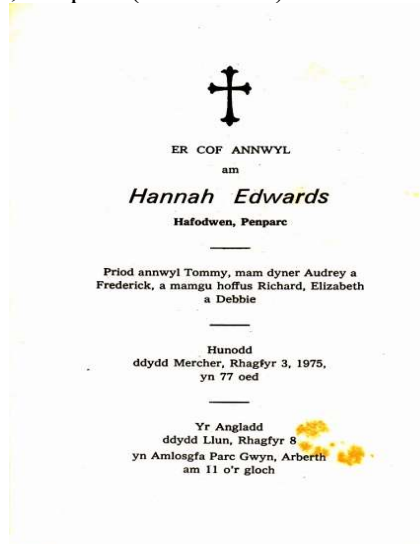 ER COF ANNWYL
am
Hannah Edwards
Hafodwen, Penparc
Priod annwyl Tommy, mam dyner Audrey a
Frederick, a mamgu hoffus Richard, Elizabeth
a Debbie
Hunodd
ddydd Mercher, Rhagfyr 3, 1975,
yn 77 oed
Yr Angladd
ddydd Llun, Rhagfyr 8
yn Amlosgfa Parc Gwyn, Arberth
am 11 o'r gloch